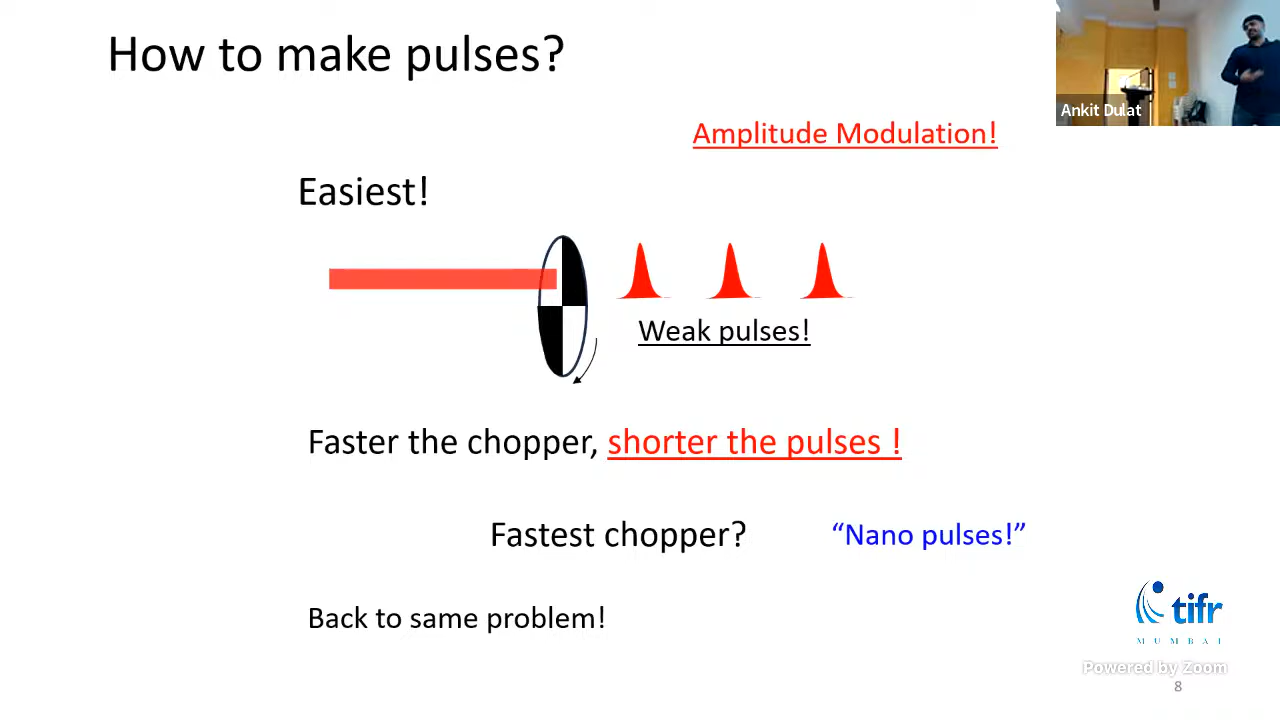 How to make pulses?
Ankit Dulat
Amplitude Modulation!
Easiest!
Weak pulses!
Faster the chopper, shorter the pulses !
Fastest chopper? “Nano pulses!”
Back to same problem!
tifr
MUMBAI
Powered by Zoom
8